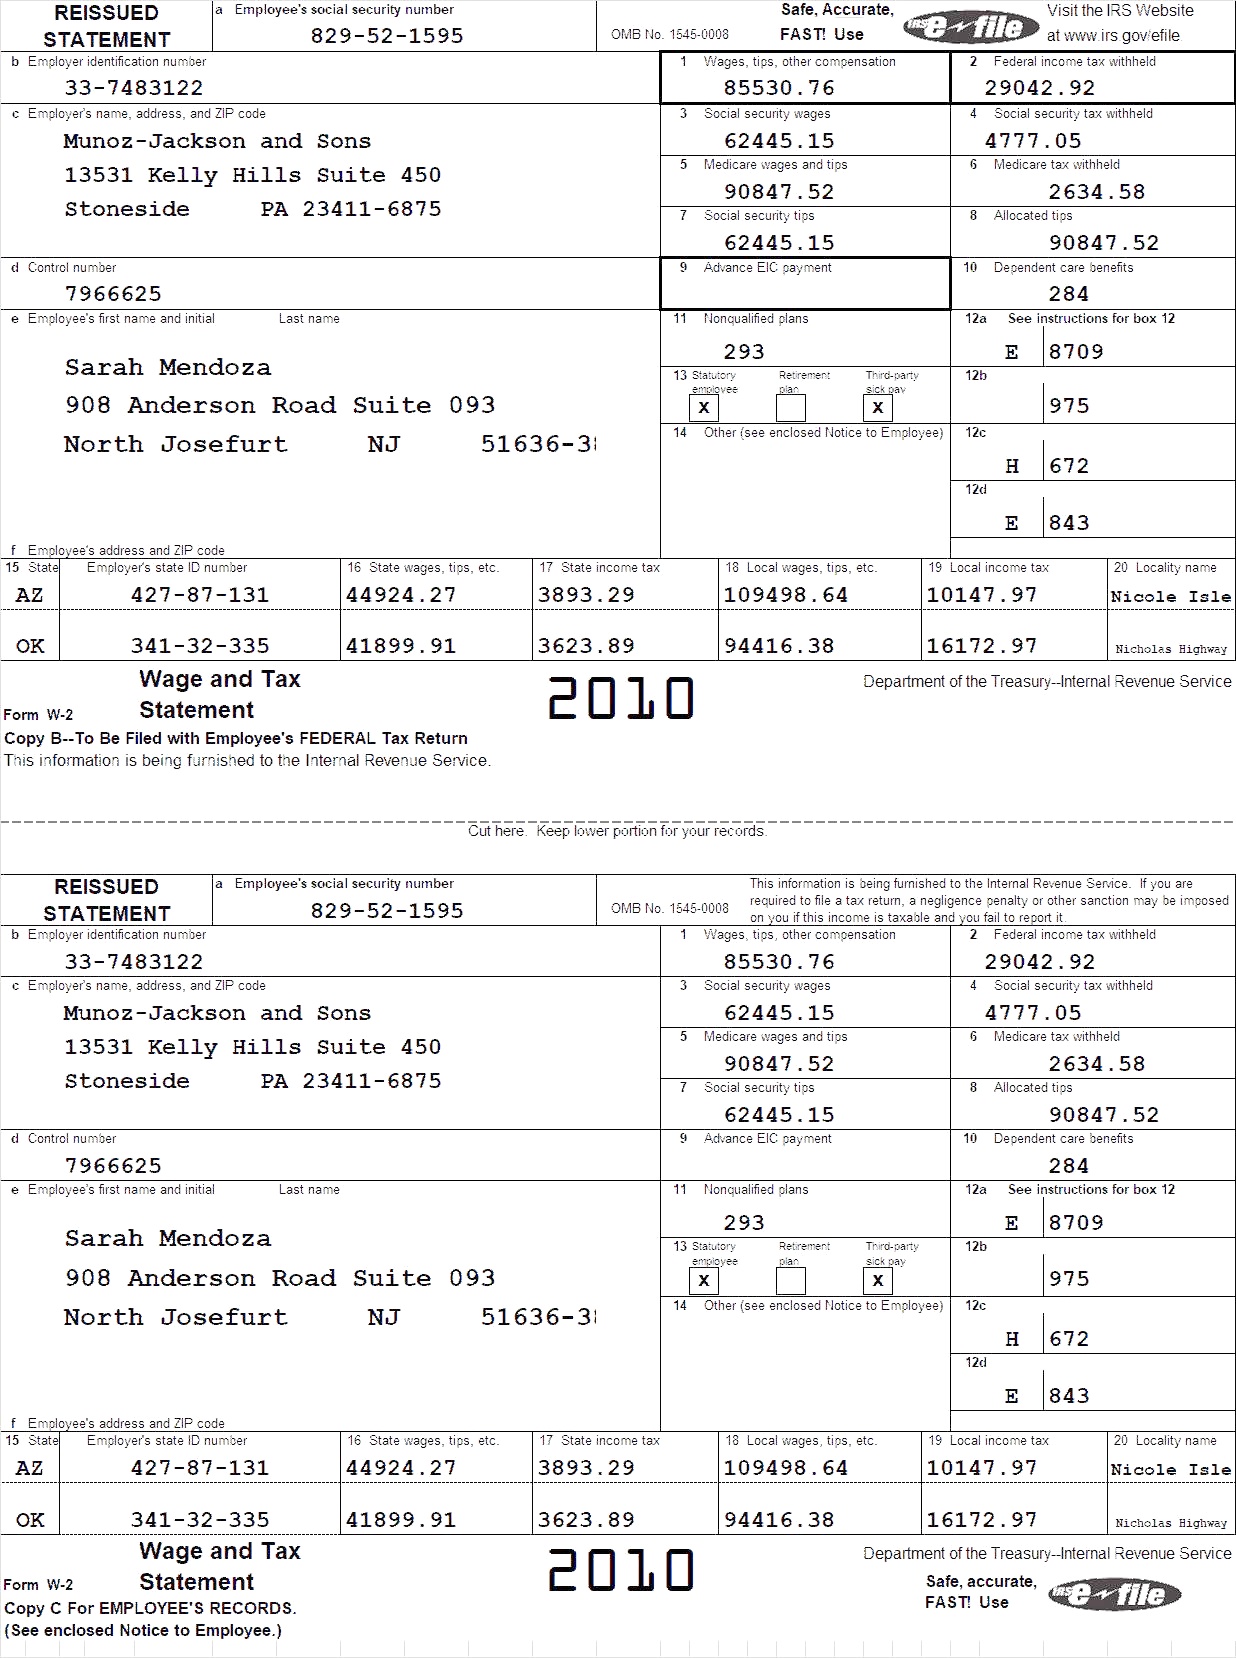 REISSUED STATEMENT
a Employee's social security number
829-52-1595
OMB No. 1545-0008
Safe, Accurate, FAST! Use
IRS e-file
Visit the IRS Website at www.irs.gov/efile
b Employer identification number
33-7483122
1 Wages, tips, other compensation
85530.76
2 Federal income tax withheld
29042.92
c Employer's name, address, and ZIP code
Munoz-Jackson and Sons
13531 Kelly Hills Suite 450
Stoneside PA 23411-6875
3 Social security wages
62445.15
4 Social security tax withheld
4777.05
5 Medicare wages and tips
90847.52
6 Medicare tax withheld
2634.58
7 Social security tips
62445.15
8 Allocated tips
90847.52
d Control number
7966625
9 Advance EIC payment
10 Dependent care benefits
284
e Employee's first name and initial Last name
Sarah Mendoza
908 Anderson Road Suite 093
North Josefurt NJ 51636-3
11 Nonqualified plans
293
12a See instructions for box 12
E 8709
13 Statutory employee Retirement plan Third-party sick pay
X X
12b
975
14 Other (see enclosed Notice to Employee)
12c
H 672
12d
E 843
f Employee's address and ZIP code
15 State Employer's state ID number 16 State wages, tips, etc. 17 State income tax 18 Local wages, tips, etc. 19 Local income tax 20 Locality name
AZ 427-87-131 44924.27 3893.29 109498.64 10147.97 Nicole Isle
OK 341-32-335 41899.91 3623.89 94416.38 16172.97 Nicholas Highway
Form W-2 Wage and Tax Statement
2010
Department of the Treasury--Internal Revenue Service
Copy B--To Be Filed with Employee's FEDERAL Tax Return
This information is being furnished to the Internal Revenue Service.
Cut here. Keep lower portion for your records.
REISSUED STATEMENT
a Employee's social security number
829-52-1595
OMB No. 1545-0008
This information is being furnished to the Internal Revenue Service. If you are
required to file a tax return, a negligence penalty or other sanction may be imposed
on you if this income is taxable and you fail to report it.
b Employer identification number
33-7483122
1 Wages, tips, other compensation
85530.76
2 Federal income tax withheld
29042.92
c Employer's name, address, and ZIP code
Munoz-Jackson and Sons
13531 Kelly Hills Suite 450
Stoneside PA 23411-6875
3 Social security wages
62445.15
4 Social security tax withheld
4777.05
5 Medicare wages and tips
90847.52
6 Medicare tax withheld
2634.58
7 Social security tips
62445.15
8 Allocated tips
90847.52
d Control number
7966625
9 Advance EIC payment
10 Dependent care benefits
284
e Employee's first name and initial Last name
Sarah Mendoza
908 Anderson Road Suite 093
North Josefurt NJ 51636-3
11 Nonqualified plans
293
12a See instructions for box 12
E 8709
13 Statutory employee Retirement plan Third-party sick pay
X X
12b
975
14 Other (see enclosed Notice to Employee)
12c
H 672
12d
E 843
f Employee's address and ZIP code
15 State Employer's state ID number 16 State wages, tips, etc. 17 State income tax 18 Local wages, tips, etc. 19 Local income tax 20 Locality name
AZ 427-87-131 44924.27 3893.29 109498.64 10147.97 Nicole Isle
OK 341-32-335 41899.91 3623.89 94416.38 16172.97 Nicholas Highway
Form W-2 Wage and Tax Statement
2010
Department of the Treasury--Internal Revenue Service
Safe, accurate, FAST! Use
IRS e-file
Copy C For EMPLOYEE'S RECORDS.
(See enclosed Notice to Employee.)